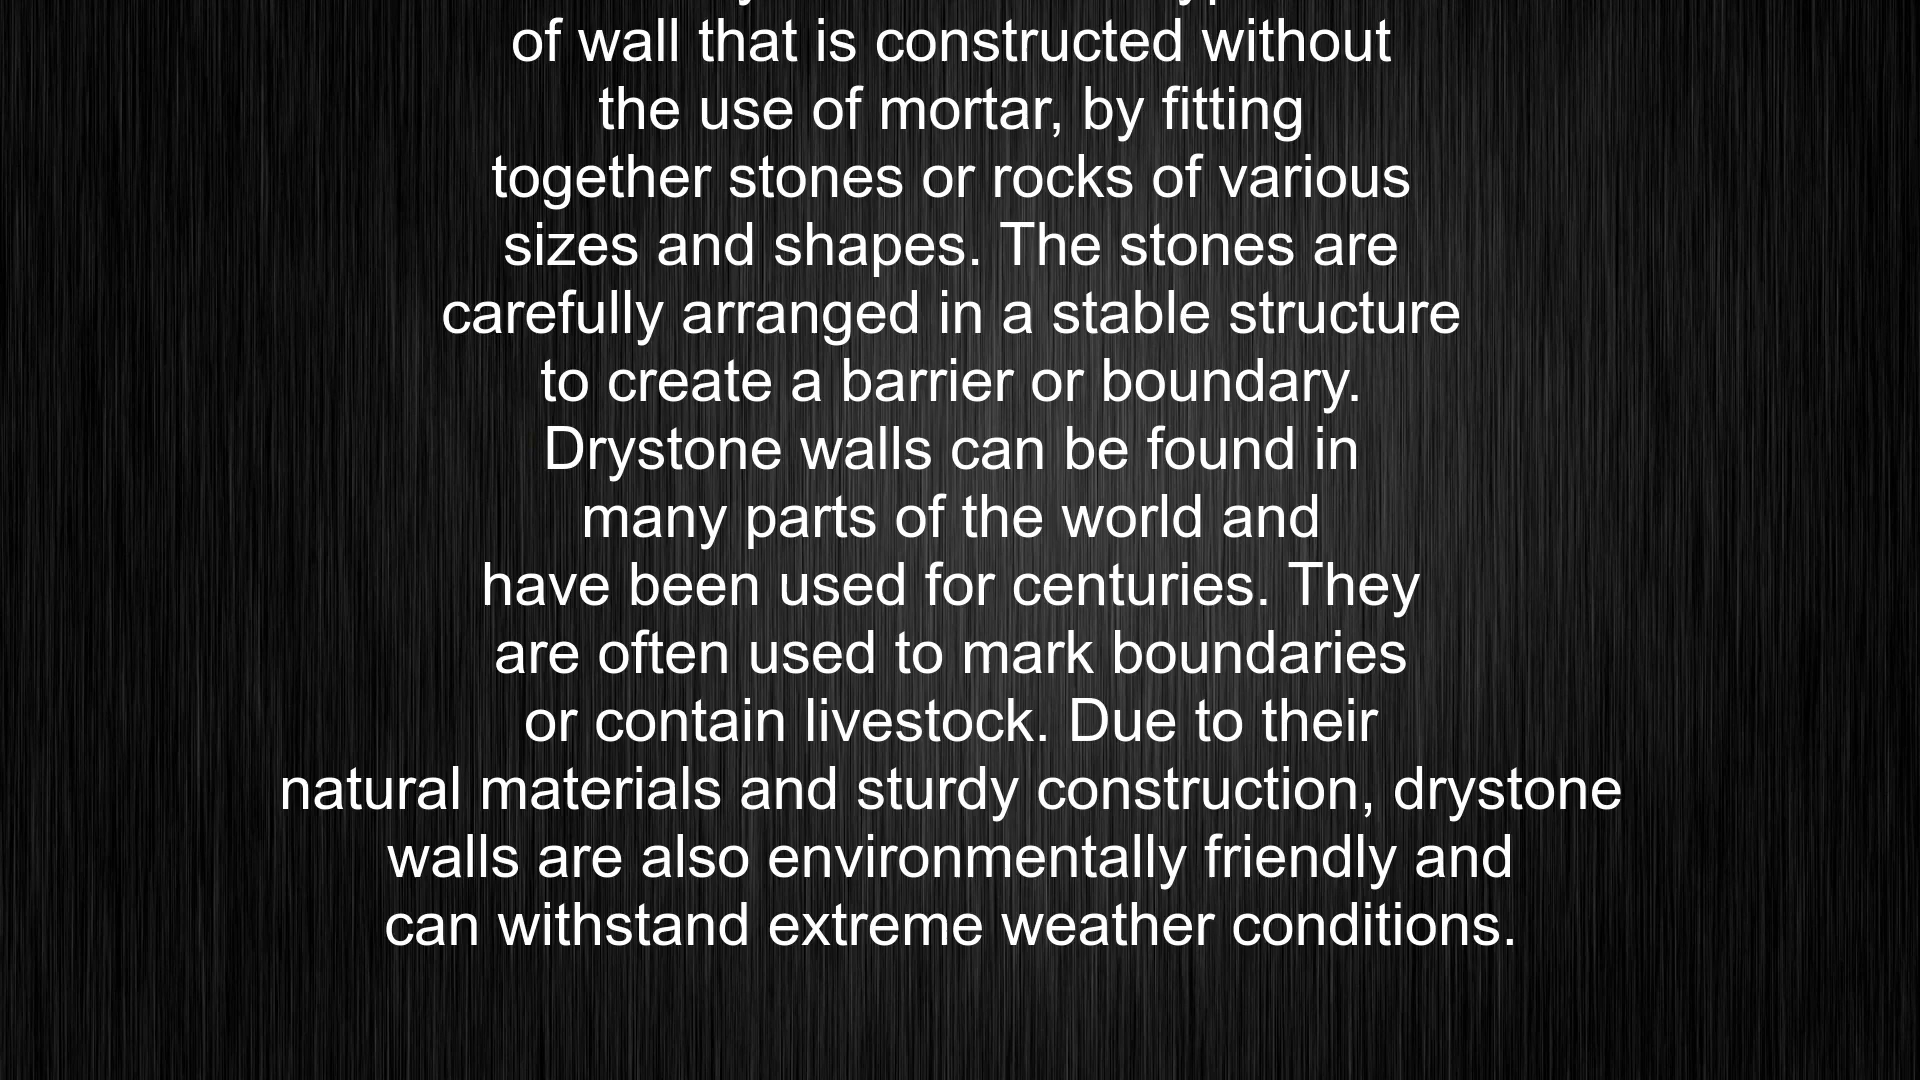 of wall that is constructed without
the use of mortar, by fitting
together stones or rocks of various
sizes and shapes. The stones are
carefully arranged in a stable structure
to create a barrier or boundary.
Drystone walls can be found in
many parts of the world and
have been used for centuries. They
are often used to mark boundaries
or contain livestock. Due to their
natural materials and sturdy construction, drystone
walls are also environmentally friendly and
can withstand extreme weather conditions.